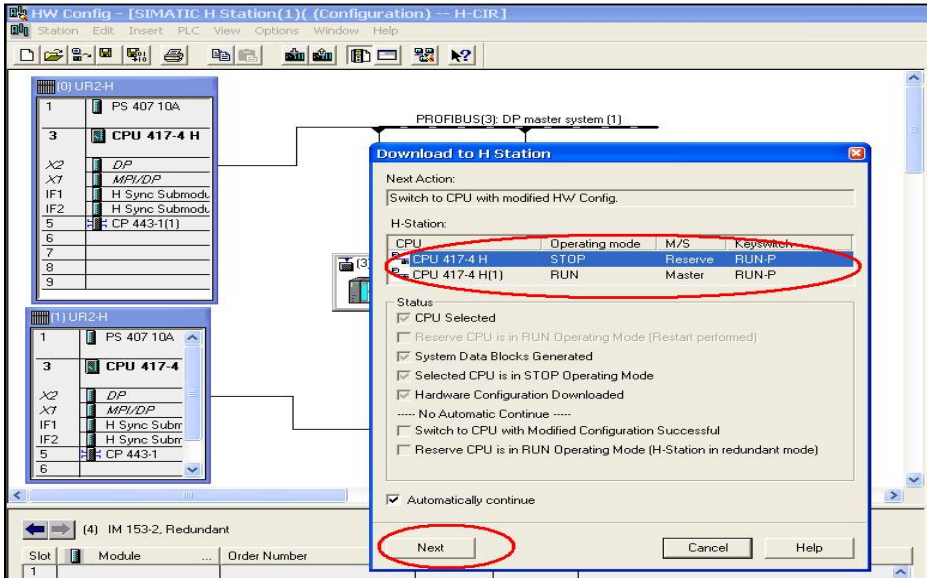 HW Config - [SIMATIC H Station(1)( (Configuration) -- H-CIR]
Station Edit Insert PLC View Options Window Help
(0) UR2-H
1 PS 407 10A
3 CPU 417-4 H
X2 DP
X1 MPI/DP
IF1 H Sync Submodu
IF2 H Sync Submodu
5 CP 443-1(1)
6
7
8
9
PROFIBUS(3): DP master system (1)
(3)
(1) UR2-H
1 PS 407 10A
3 CPU 417-4
X2 DP
X1 MPI/DP
IF1 H Sync Subm
IF2 H Sync Subm
5 CP 443-1
6
Download to H Station
Next Action:
Switch to CPU with modified HW Config.
H-Station:
CPU Operating mode M/S Keyswitch
CPU 417-4 H STOP Reserve RUN-P
CPU 417-4 H(1) RUN Master RUN-P
Status
CPU Selected
Reserve CPU is in RUN Operating Mode (Restart performed)
System Data Blocks Generated
Selected CPU is in STOP Operating Mode
Hardware Configuration Downloaded
----- No Automatic Continue -----
Switch to CPU with Modified Configuration Successful
Reserve CPU is in RUN Operating Mode (H-Station in redundant mode)
Automatically continue
Next Cancel Help
(4) IM 153-2, Redundant
Slot Module ... Order Number
1